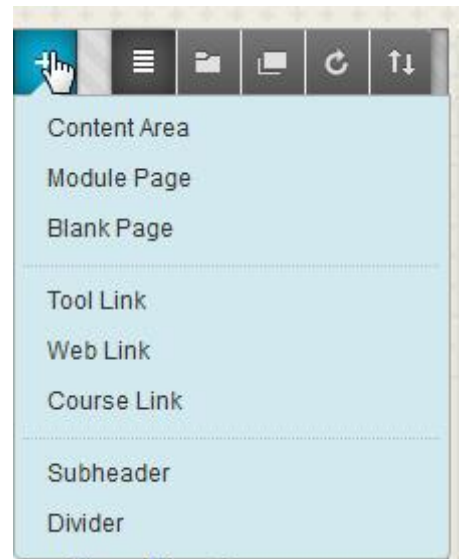 Content Area
Module Page
Blank Page
Tool Link
Web Link
Course Link
Subheader
Divider